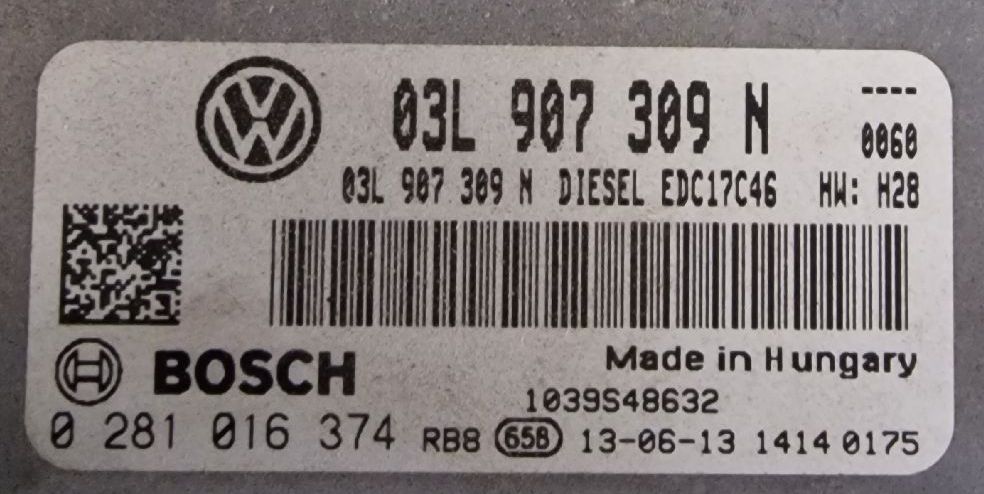 VW 03L 907 309 N ----
0060
03L 907 309 N DIESEL EDC17C46 HW: H28
BOSCH Made in Hungary
1039S48632
0 281 016 374 RB8 658 13-06-13 1414 0175